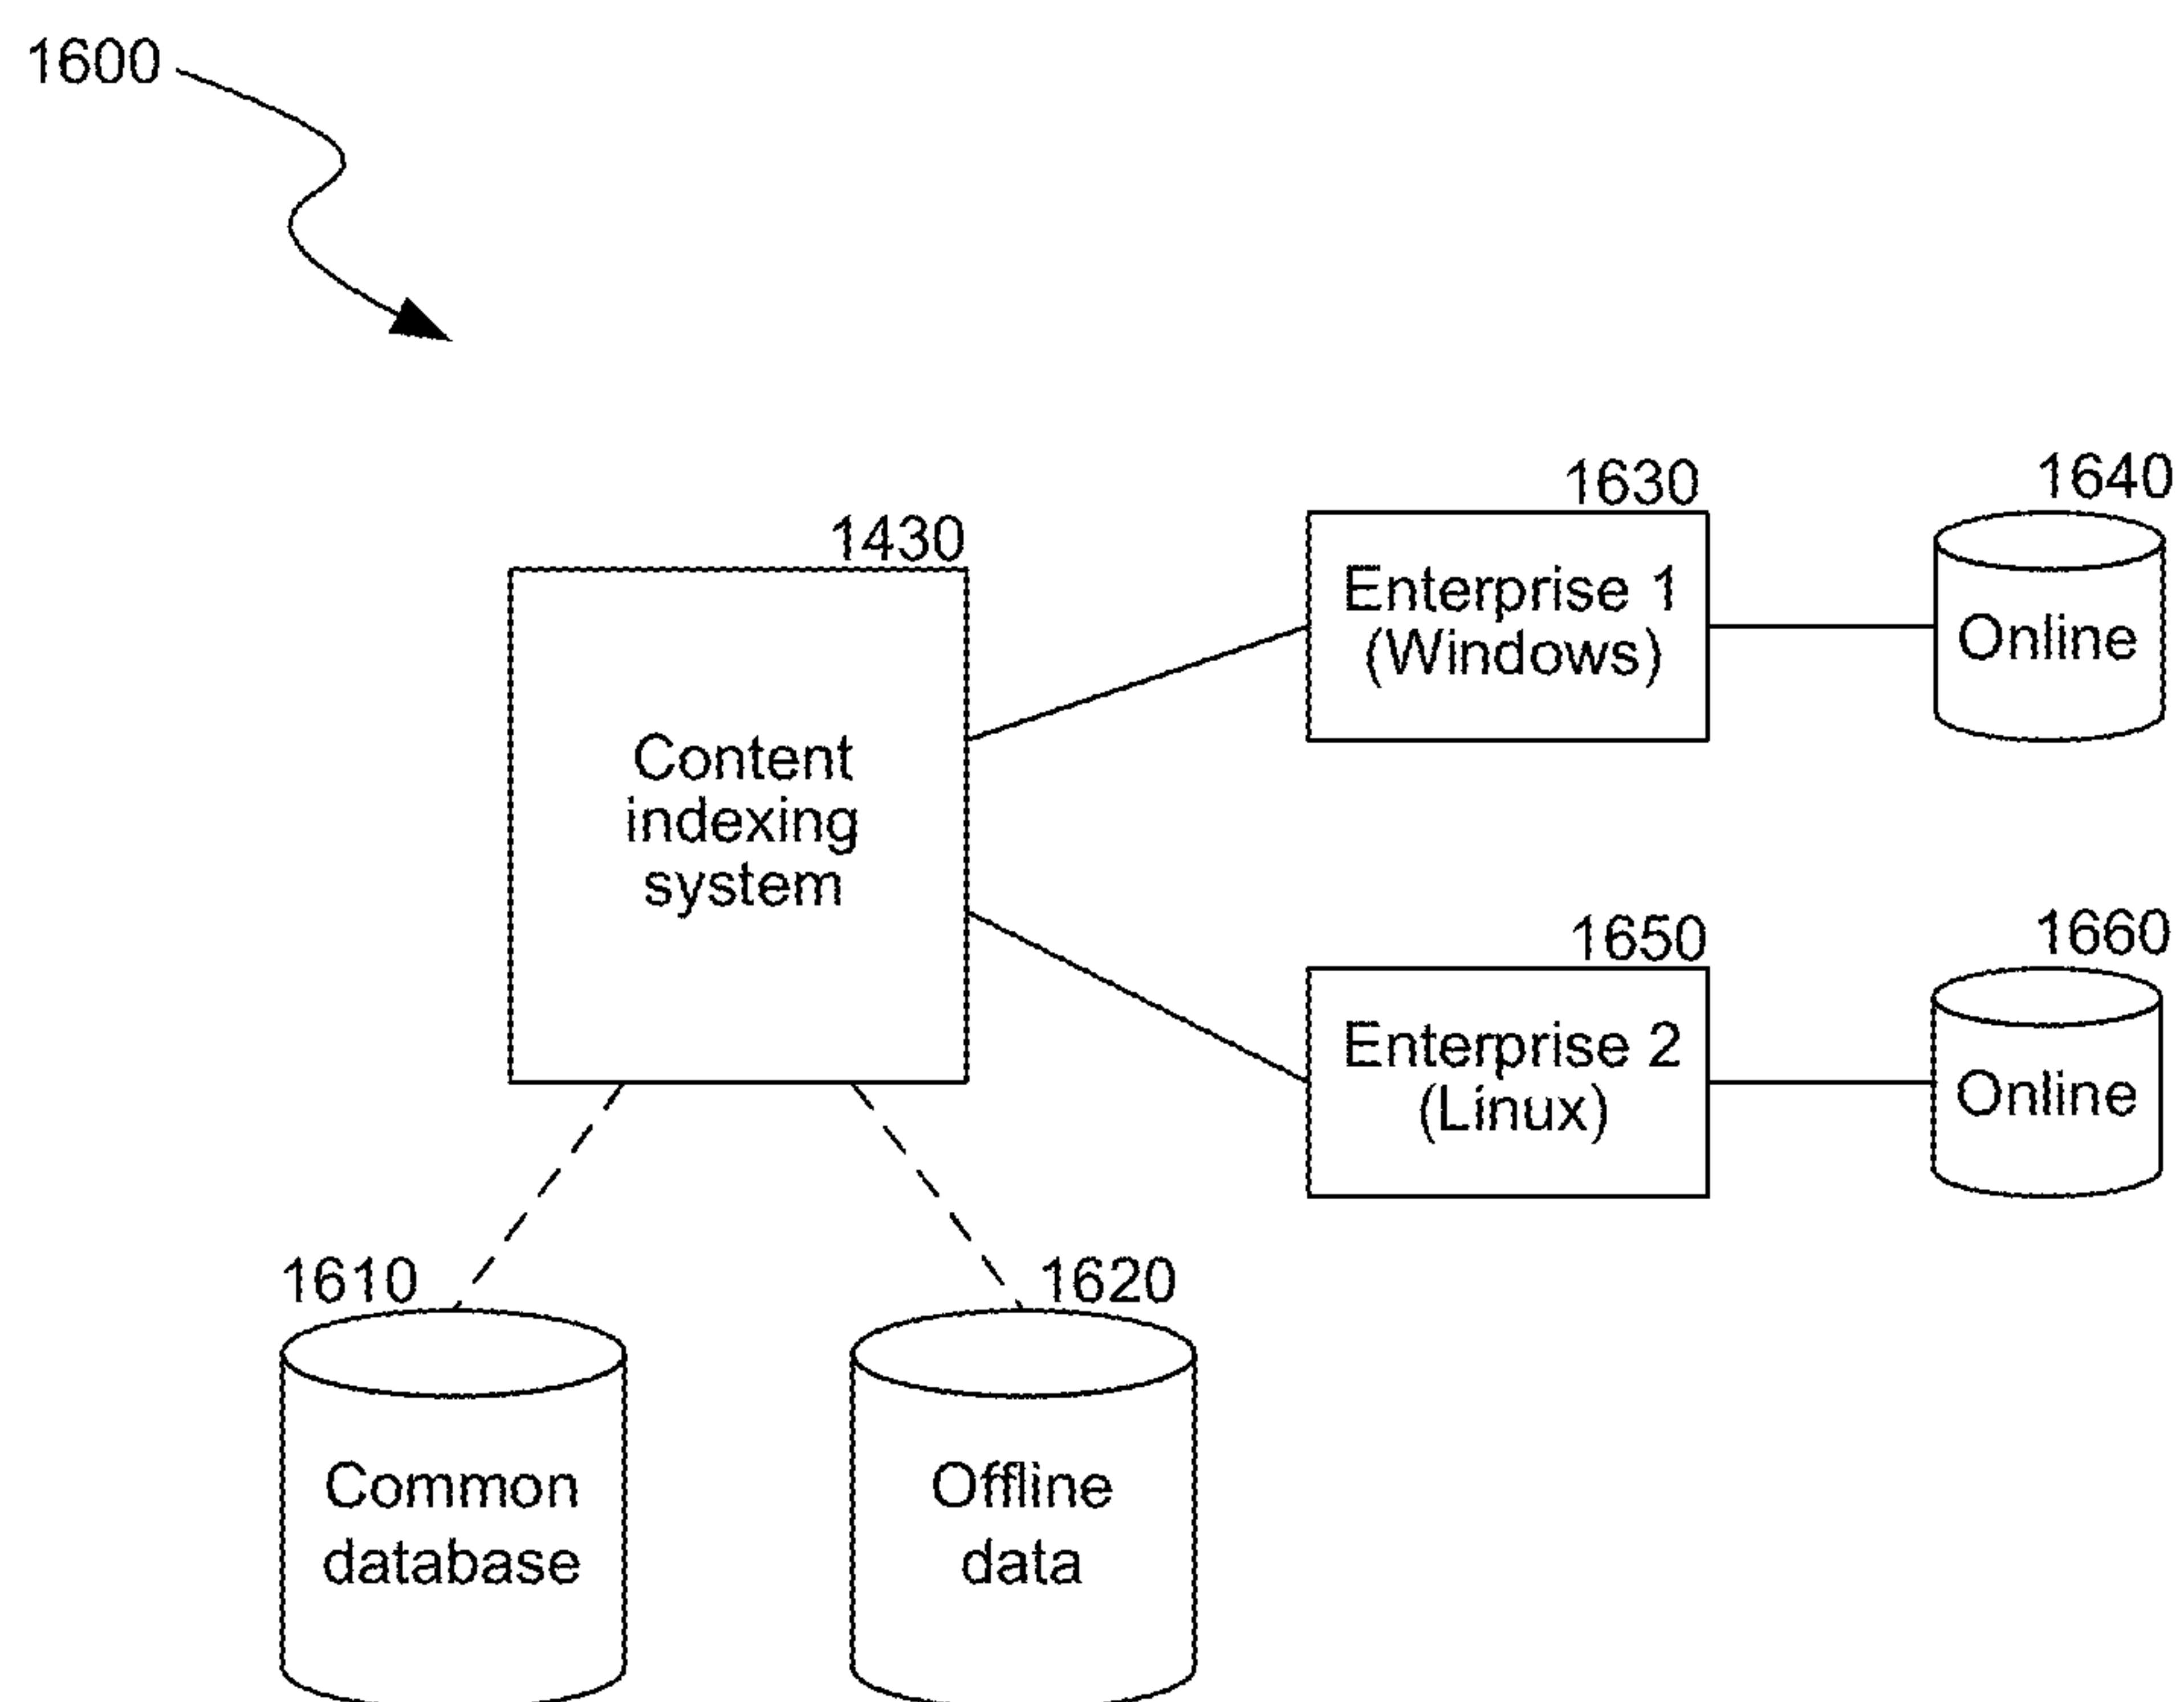 1600
1430
Content
indexing
system
1630
Enterprise 1
(Windows)
1640
Online
1650
Enterprise 2
(Linux)
1660
Online
1610
Common
database
1620
Offline
data